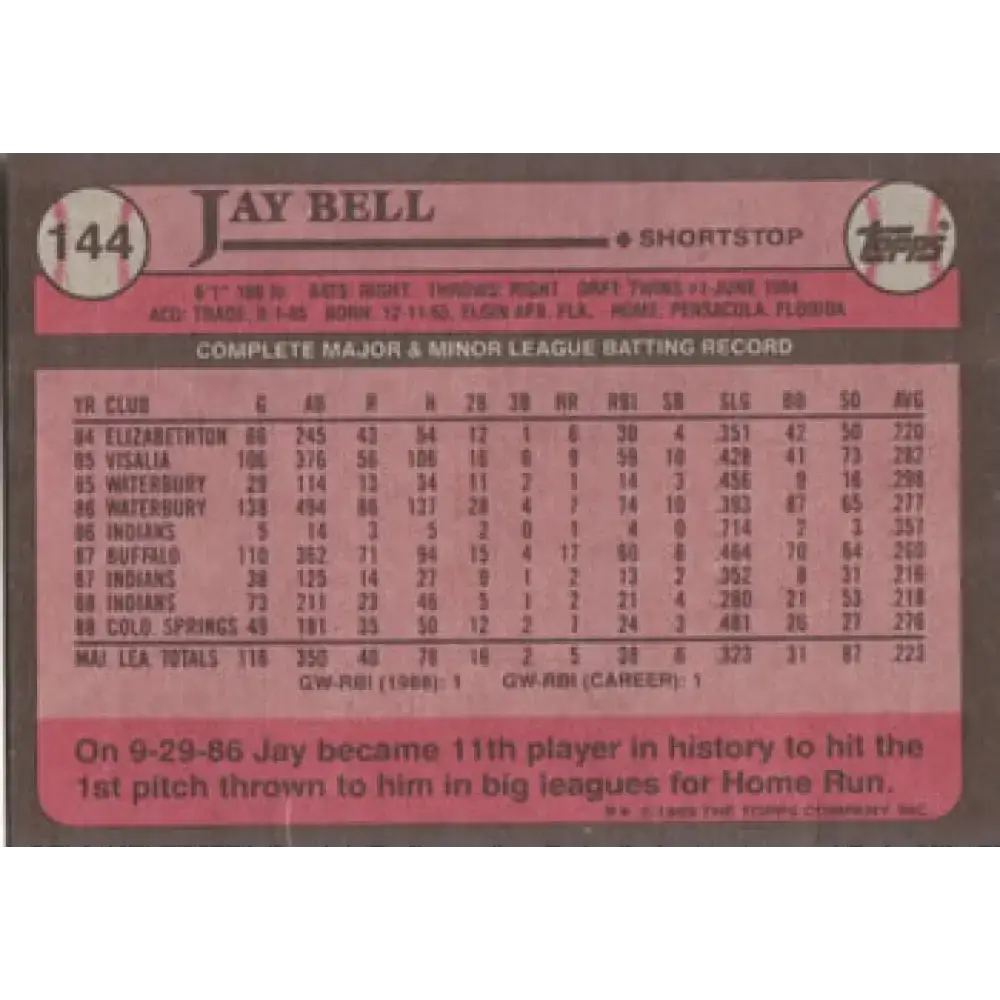 144
JAY BELL
SHORTSTOP
TOPPS®
6'1" 180 lb BATS: RIGHT THROWS: RIGHT DRAFT: TWINS #1-JUNE 1984
ACQ: TRADE, 8-1-85 BORN: 12-11-65, ELGIN AFB, FLA. HOME: PENSACOLA, FLORIDA
COMPLETE MAJOR & MINOR LEAGUE BATTING RECORD
YR CLUB G AB R H 2B 3B HR RBI SB SLG BB SO AVG
84 ELIZABETHTON 66 245 43 54 12 1 6 30 4 .351 42 50 .220
85 VISALIA 106 376 56 106 16 6 9 59 10 .428 41 73 .282
85 WATERBURY 29 114 13 34 11 2 1 14 3 .456 9 16 .298
86 WATERBURY 138 494 86 137 28 4 7 74 10 .393 87 65 .277
86 INDIANS 5 14 3 5 2 0 1 4 0 .714 2 3 .357
87 BUFFALO 110 362 71 94 15 4 17 60 6 .464 70 84 .260
87 INDIANS 38 125 14 27 9 1 2 13 2 .352 8 31 .216
88 INDIANS 73 211 23 46 5 1 2 21 4 .280 21 53 .218
88 COLO. SPRINGS 49 181 35 50 12 2 7 24 3 .481 26 27 .276
MAJ. LEA. TOTALS 116 350 40 78 16 2 5 38 6 .323 31 87 .223
GW-RBI (1988): 1 GW-RBI (CAREER): 1
On 9-29-86 Jay became 11th player in history to hit the
1st pitch thrown to him in big leagues for Home Run.
© 1989 THE TOPPS COMPANY, INC.